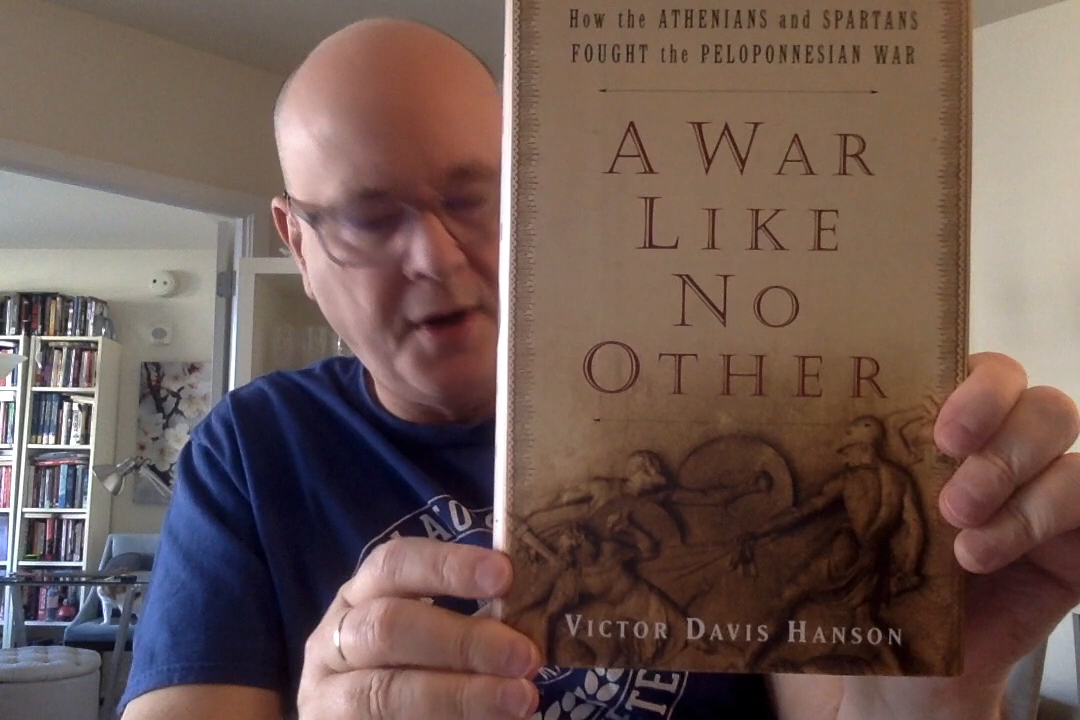 How the ATHENIANS and SPARTANS
FOUGHT the PELOPONNESIAN WAR
A WAR
LIKE
NO
OTHER
VICTOR DAVIS HANSON